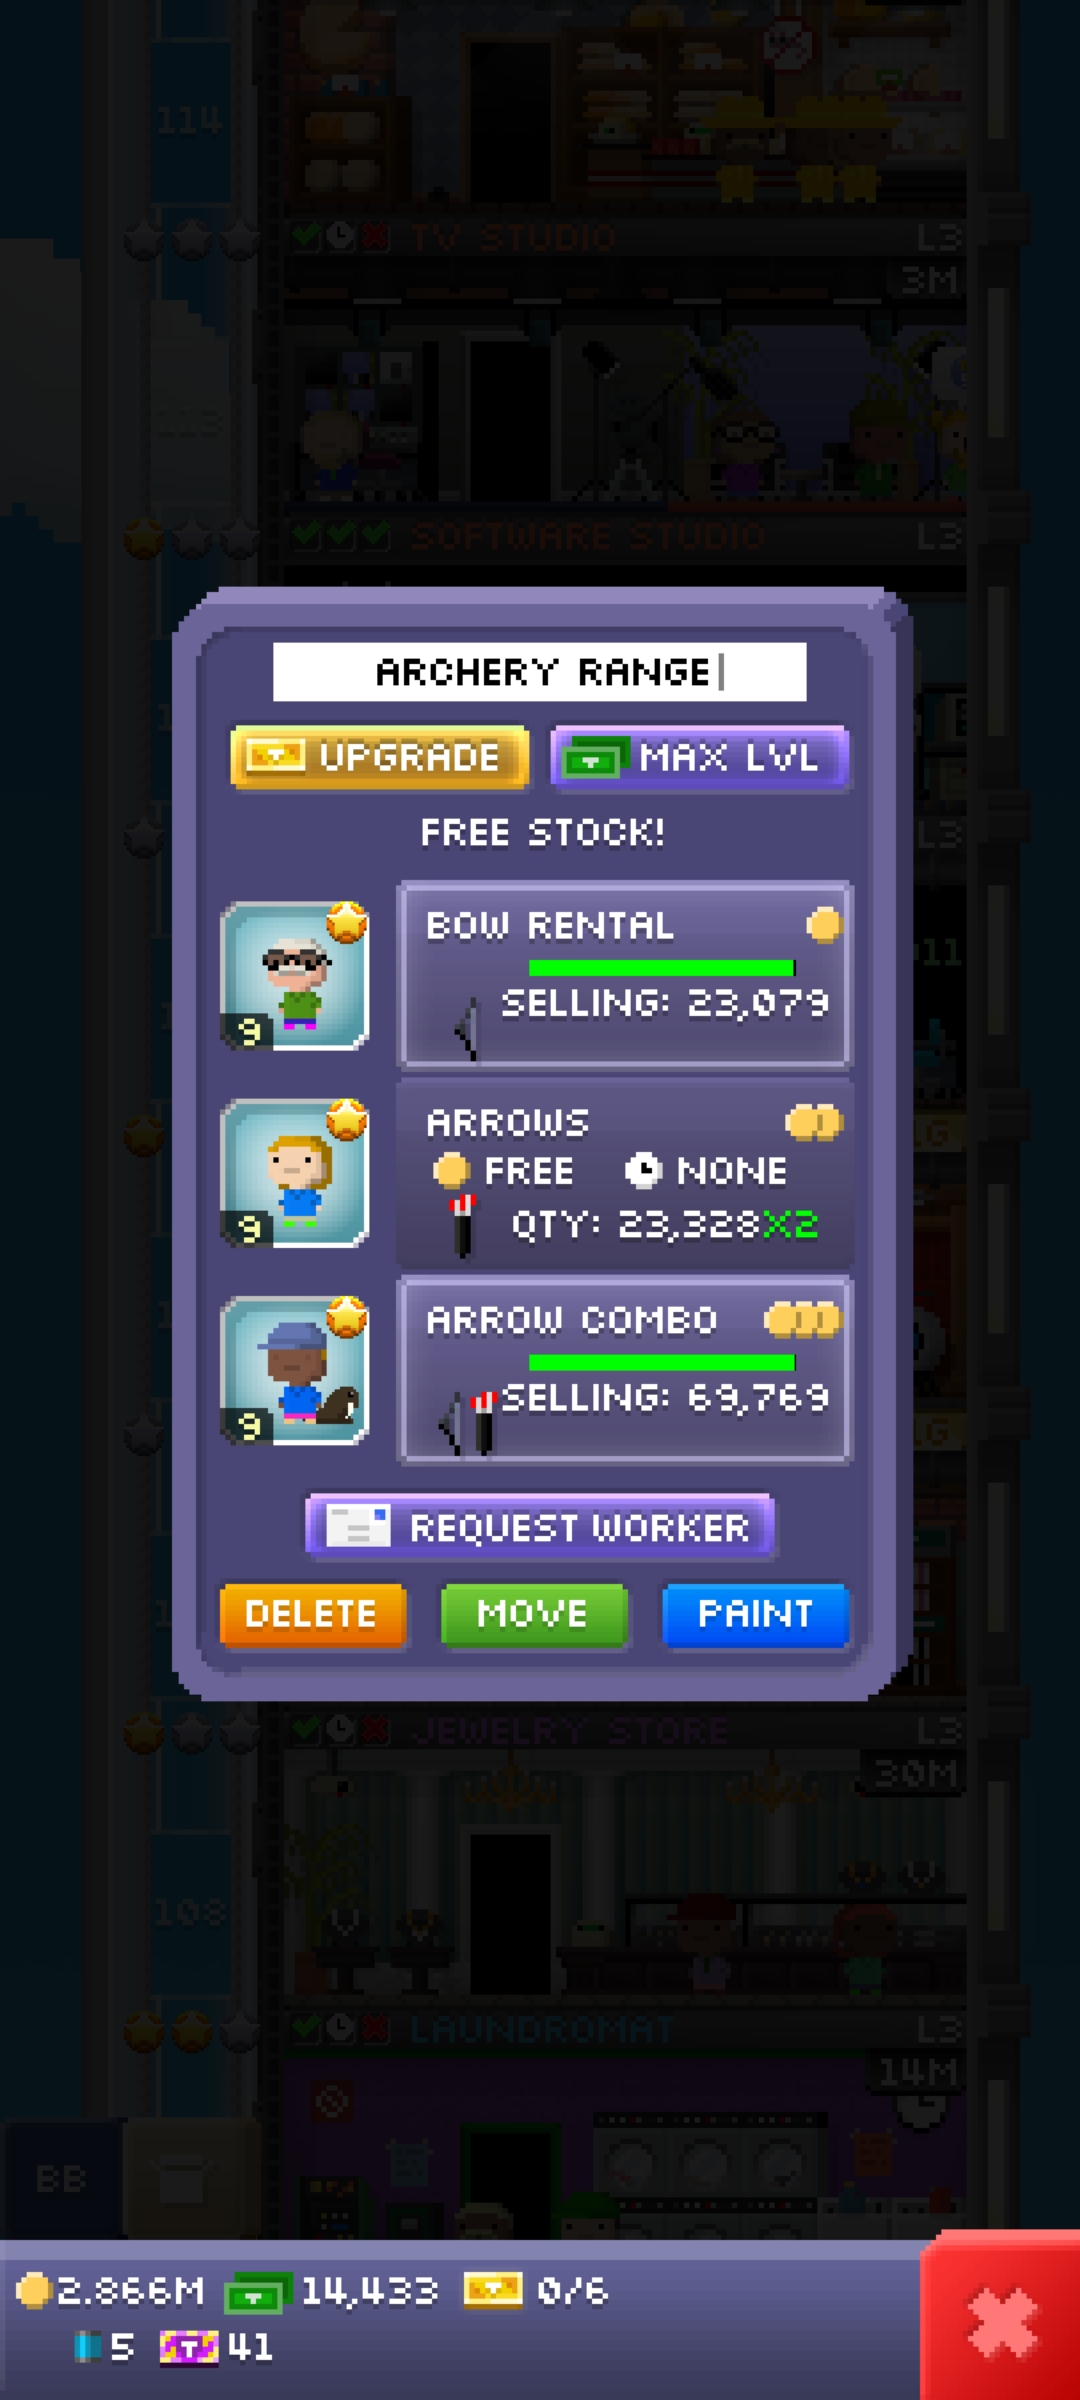 114
TV STUDIO L3
3M
SOFTWARE STUDIO L3
ARCHERY RANGE
UPGRADE MAX LVL
FREE STOCK!
L3
BOW RENTAL
SELLING: 23,079
9
ARROWS
FREE NONE
QTY: 23,328X2
9
ARROW COMBO
SELLING: 69,769
9
REQUEST WORKER
DELETE MOVE PAINT
JEWELRY STORE L3
30M
108
LAUNDROMAT L3
14M
BB
2.866M 14,433 0/6
5 T 41